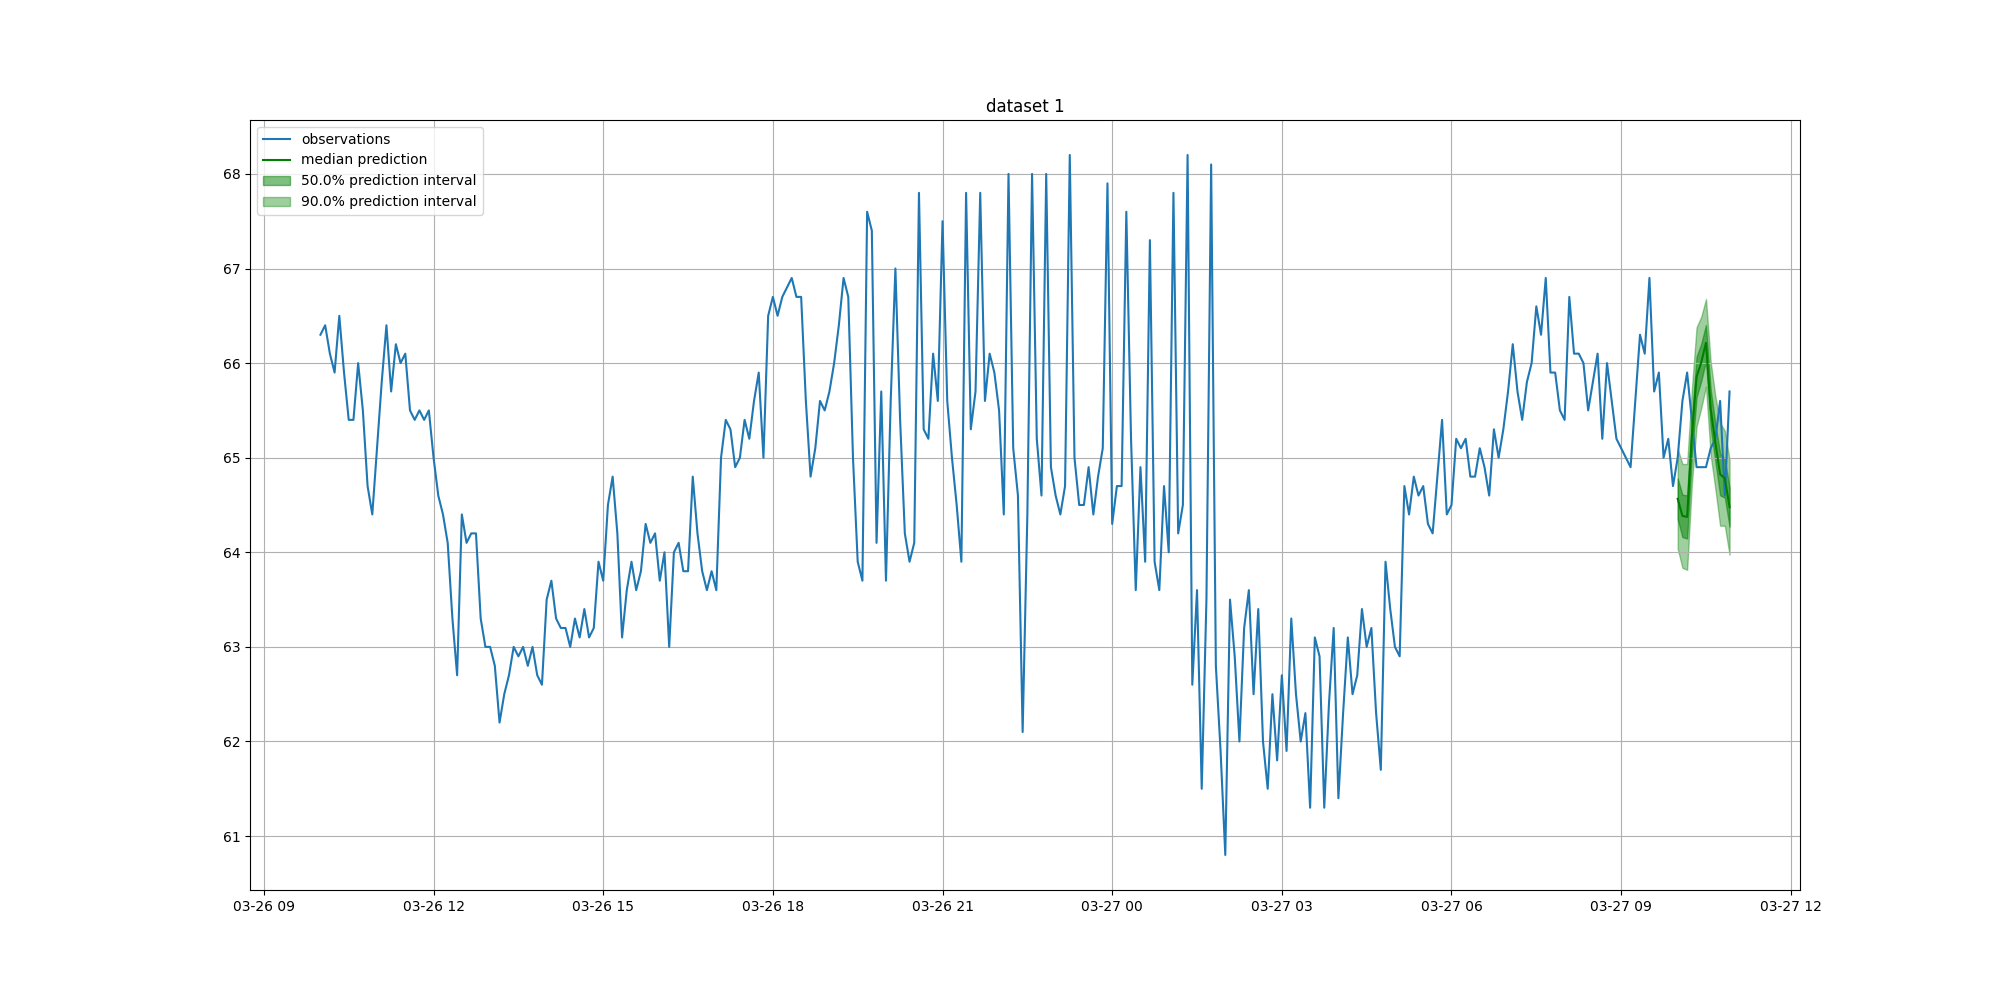 dataset 1
observations
median prediction
50.0% prediction interval
90.0% prediction interval
68
67
66
65
64
63
62
61
03-26 09 03-26 12 03-26 15 03-26 18 03-26 21 03-27 00 03-27 03 03-27 06 03-27 09 03-27 12